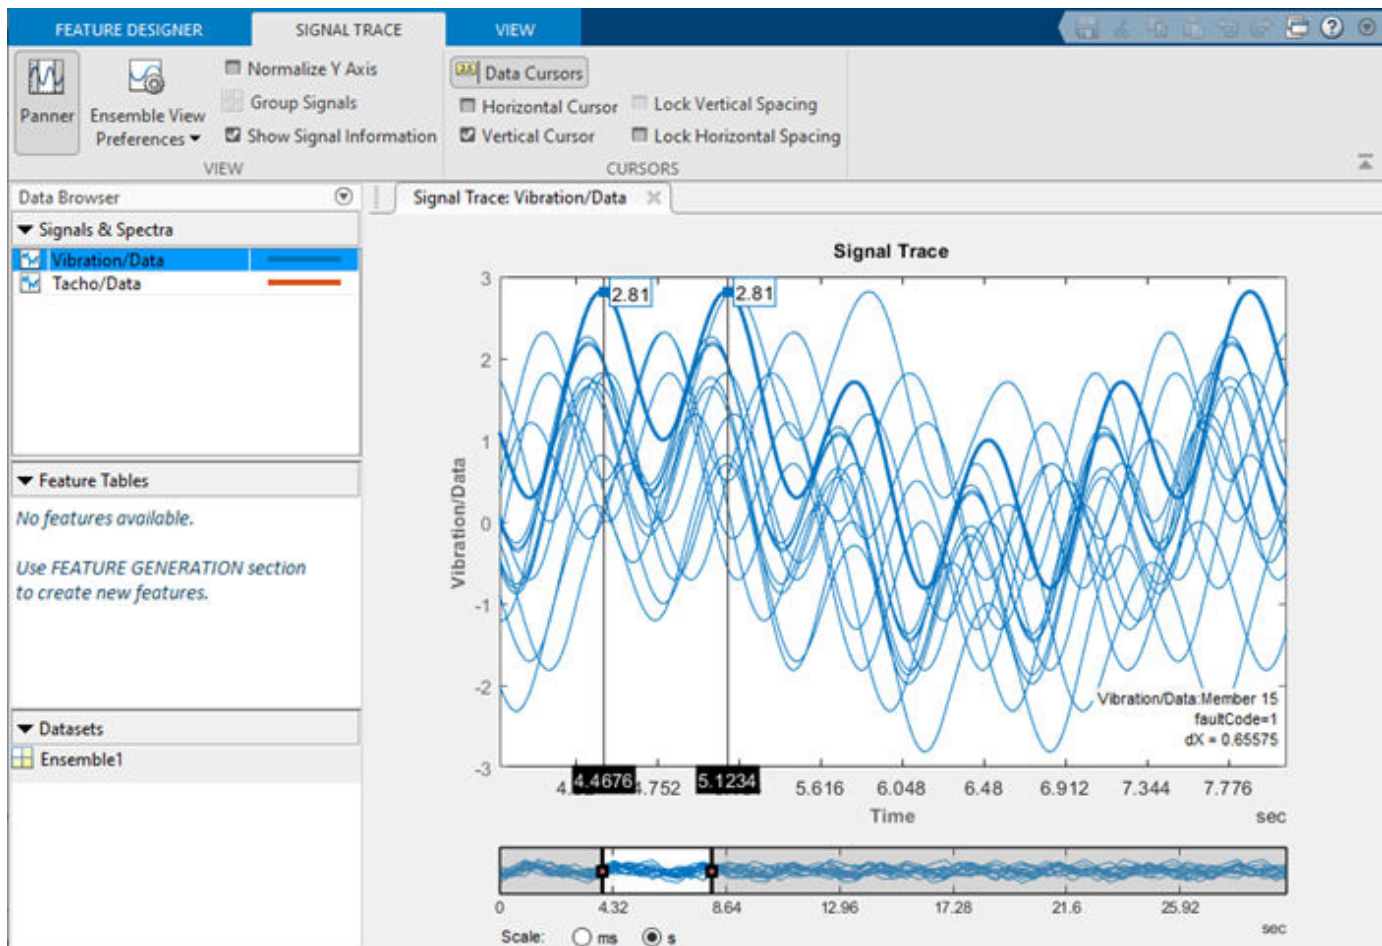 FEATURE DESIGNER SIGNAL TRACE VIEW
Panner
Ensemble View
Preferences
Normalize Y Axis
Group Signals
Show Signal Information
VIEW
Data Cursors
Horizontal Cursor Lock Vertical Spacing
Vertical Cursor Lock Horizontal Spacing
CURSORS
Data Browser
Signals & Spectra
Vibration/Data
Tacho/Data
Feature Tables
No features available.
Use FEATURE GENERATION section
to create new features.
Datasets
Ensemble1
Signal Trace: Vibration/Data
Signal Trace
2.81 2.81
3
2
1
0
-1
-2
-3
Vibration/Data
Vibration/Data:Member 15
faultCode=1
dX = 0.65575
4.4676 4.752 5.1234 5.616 6.048 6.48 6.912 7.344 7.776
Time sec
0 4.32 8.64 12.96 17.28 21.6 25.92
sec
Scale: ms s